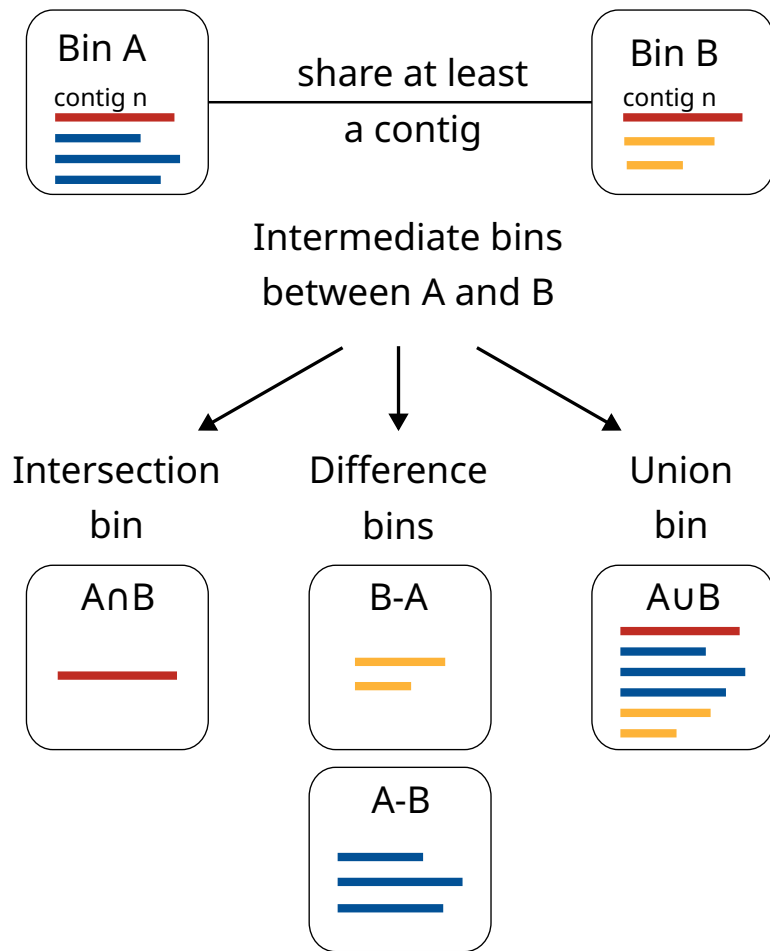 Bin A
contig n
share at least
a contig
Bin B
contig n
Intermediate bins
between A and B
Intersection
bin
Difference
bins
Union
bin
A∩B
B-A
A∪B
A-B